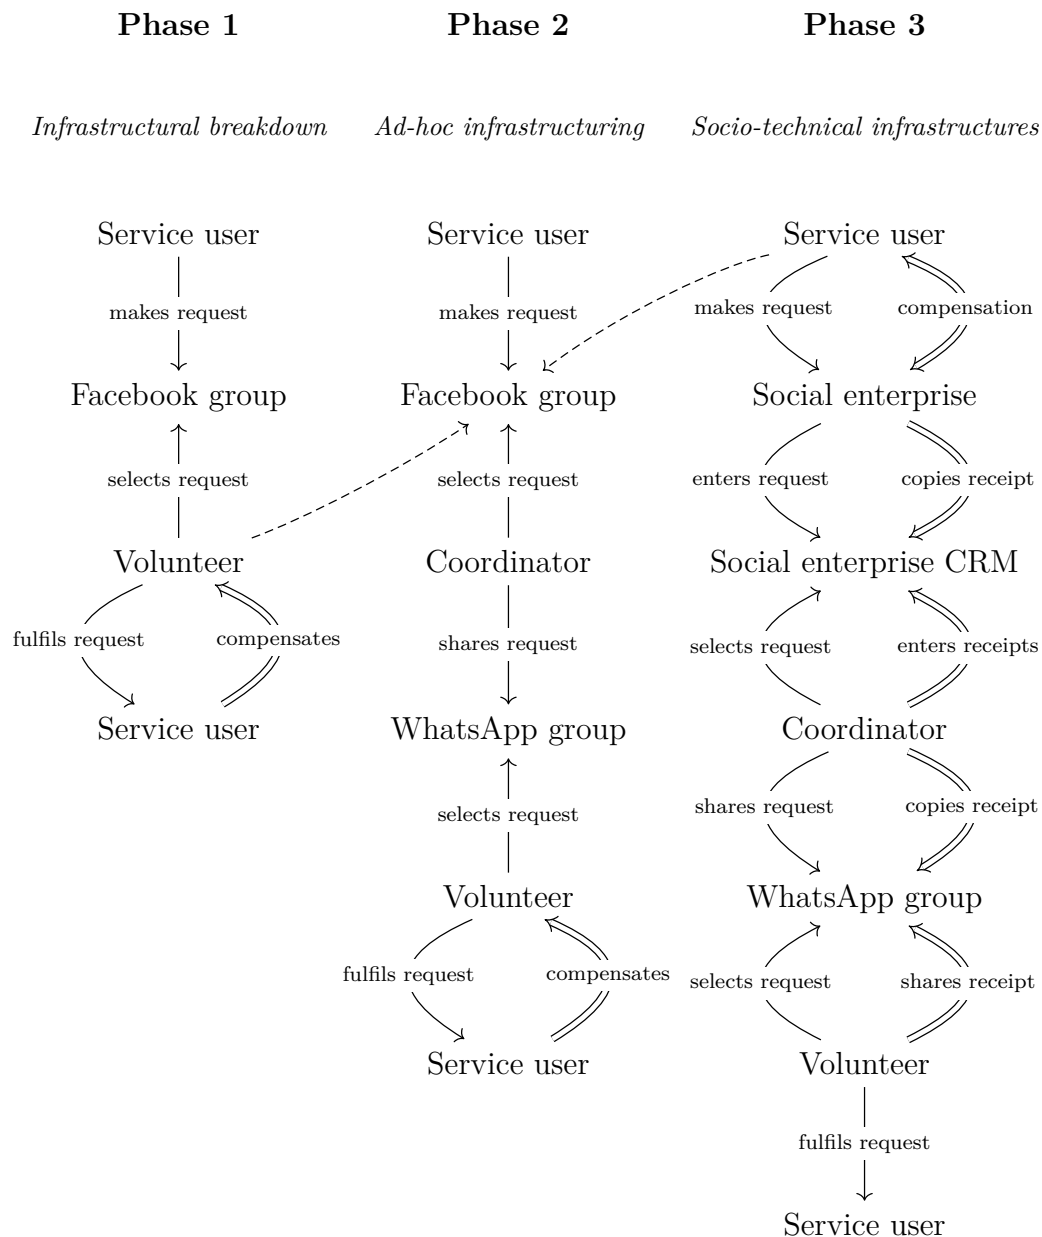 Phase 1
Infrastructural breakdown
Service user
makes request
Facebook group
selects request
Volunteer
fulfils request
compensates
Service user
Phase 2
Ad-hoc infrastructuring
Service user
makes request
Facebook group
selects request
Coordinator
shares request
WhatsApp group
selects request
Volunteer
fulfils request
compensates
Service user
Phase 3
Socio-technical infrastructures
Service user
makes request
compensation
Social enterprise
enters request
copies receipt
Social enterprise CRM
selects request
enters receipts
Coordinator
shares request
copies receipt
WhatsApp group
selects request
shares receipt
Volunteer
fulfils request
Service user